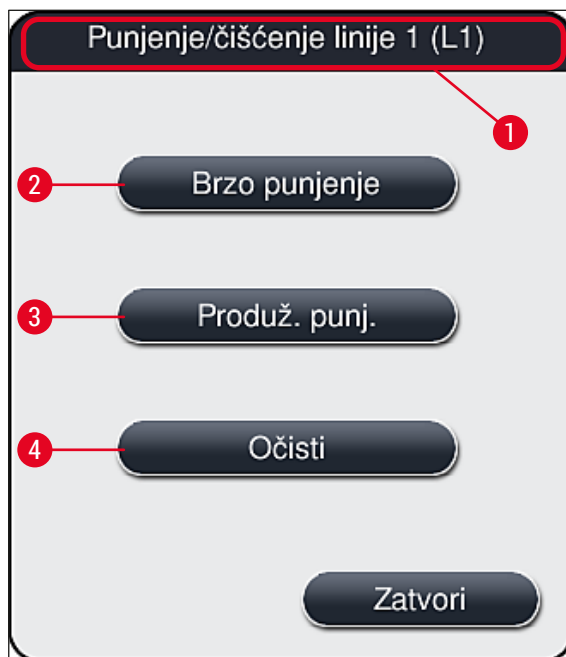 Punjenje/čišćenje linije 1 (L1)
1
2 Brzo punjenje
3 Produž. punj.
4 Očisti
Zatvori